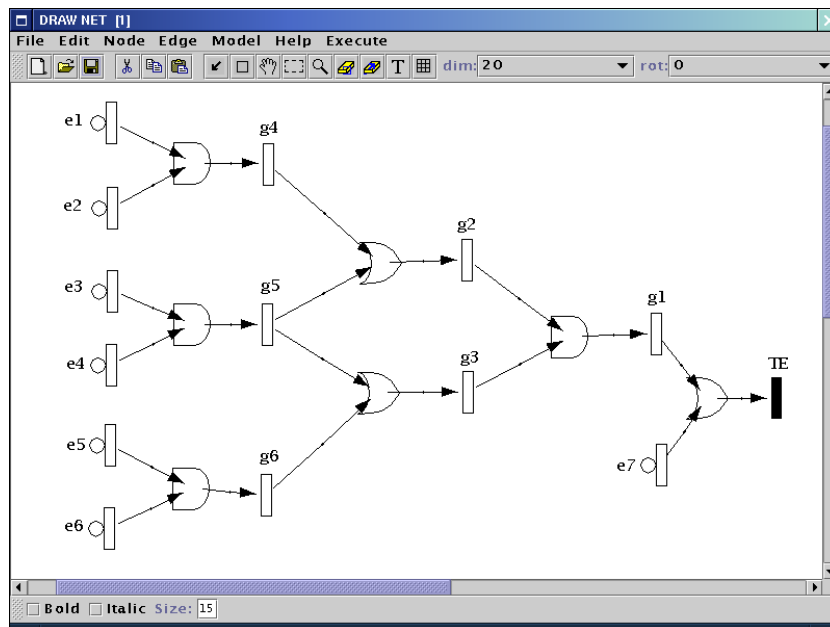 DRAW NET [1]
File Edit Node Edge Model Help Execute
T dim: 20 rot: 0
e1
g4
e2
g2
e3
g5
g1
e4
g3
TE
e5
g6
e7
e6
Bold Italic Size: 15